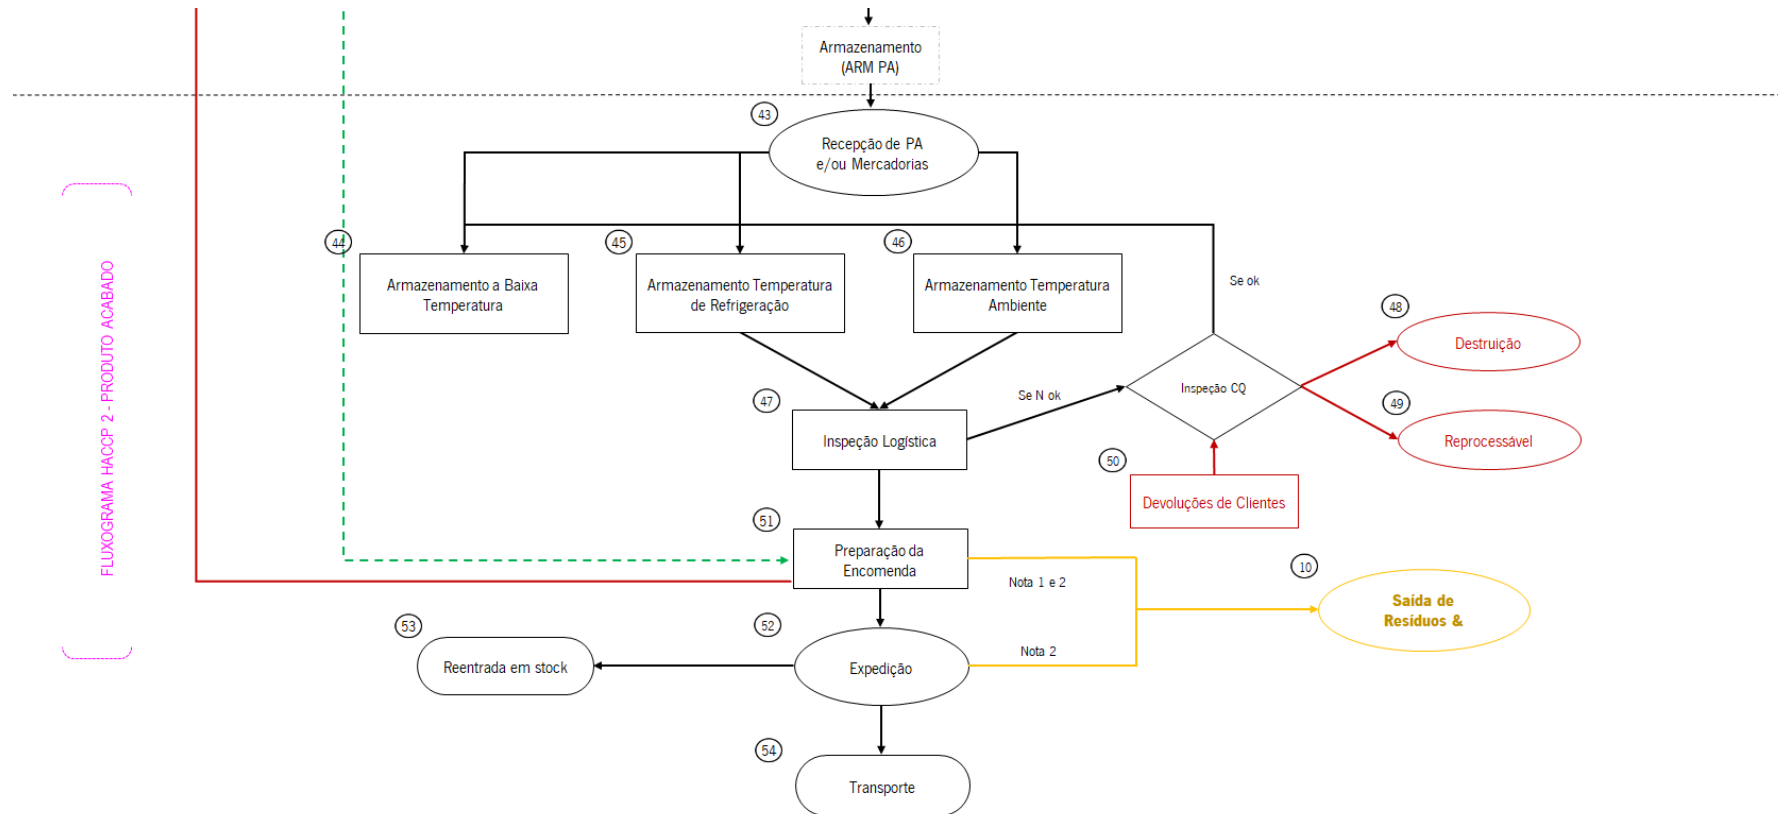 Armazenamento
(ARM PA)
43
Recepção de PA
e/ou Mercadorias
44
45
46
Armazenamento a Baixa
Temperatura
Armazenamento Temperatura
de Refrigeração
Armazenamento Temperatura
Ambiente
Se ok
48
Destruição
47
Se N ok
Inspeção CQ
49
Reprocessável
Inspeção Logística
50
Devoluções de Clientes
51
Preparação da
Encomenda
Nota 1 e 2
10
Saída de
Resíduos &
53
52
Reentrada em stock
Expedição
Nota 2
54
Transporte
FLUXOGRAMA HACCP 2 - PRODUTO ACABADO